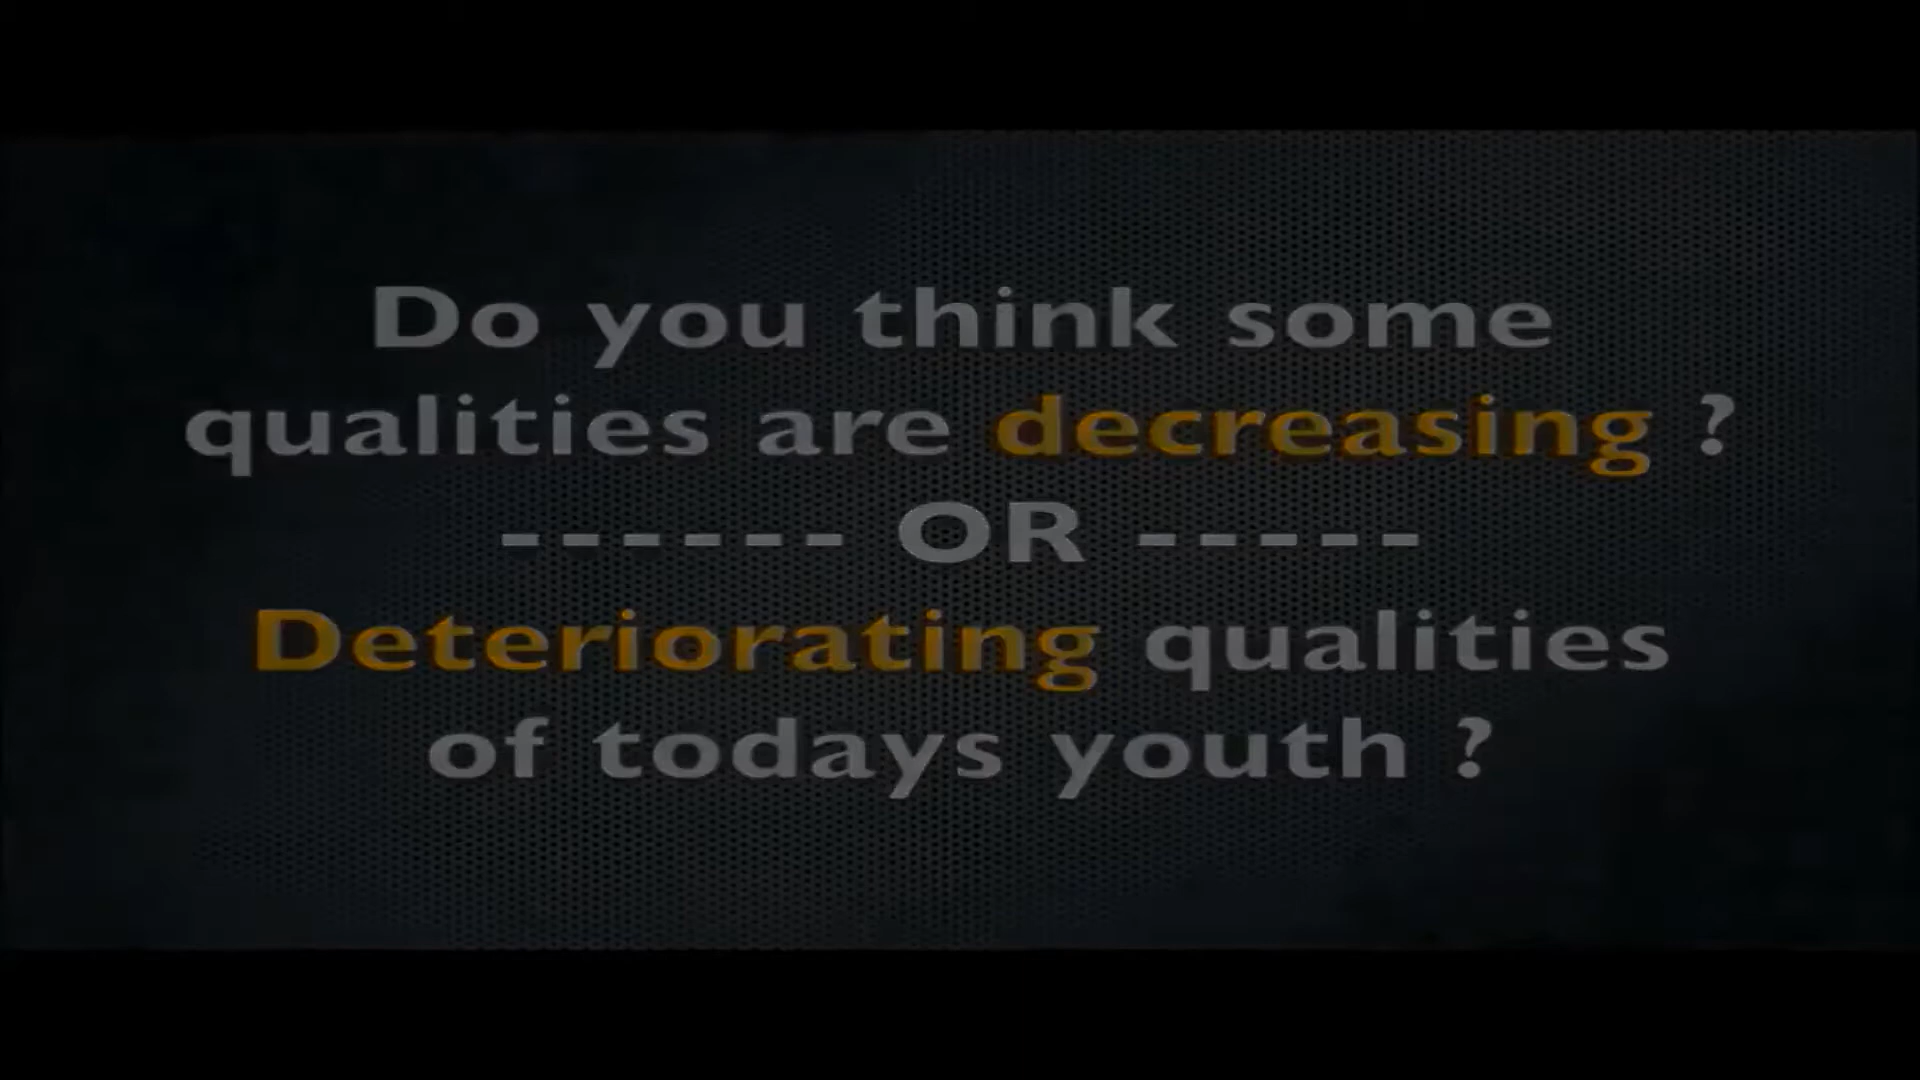 Do you think some
qualities are decreasing ?
------ OR -----
Deteriorating qualities
of todays youth ?